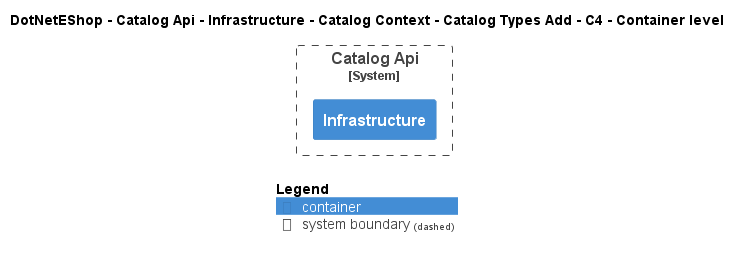 DotNetEShop - Catalog Api - Infrastructure - Catalog Context - Catalog Types Add - C4 - Container level
Catalog Api
[System]
Infrastructure
Legend
container
system boundary (dashed)